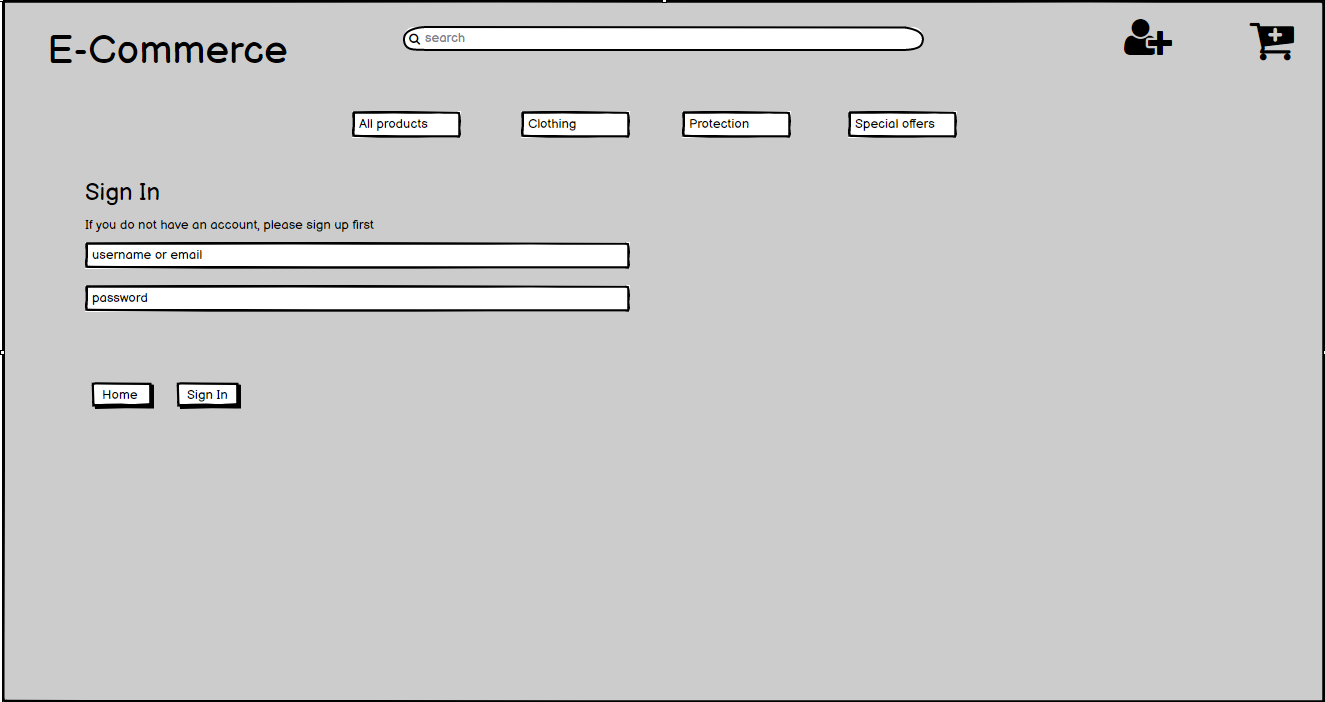 E-Commerce
search
All products
Clothing
Protection
Special offers
Sign In
If you do not have an account, please sign up first
username or email
password
Home
Sign In